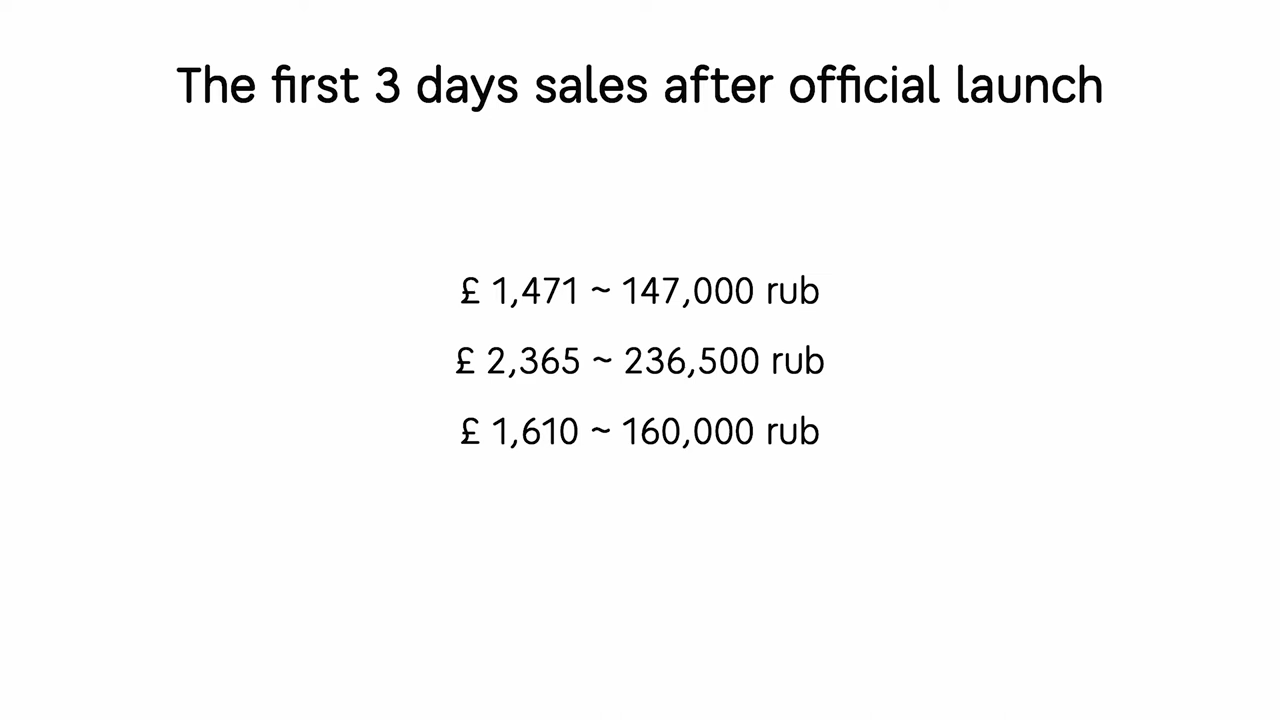 The first 3 days sales after official launch
£ 1,471 ~ 147,000 rub
£ 2,365 ~ 236,500 rub
£ 1,610 ~ 160,000 rub